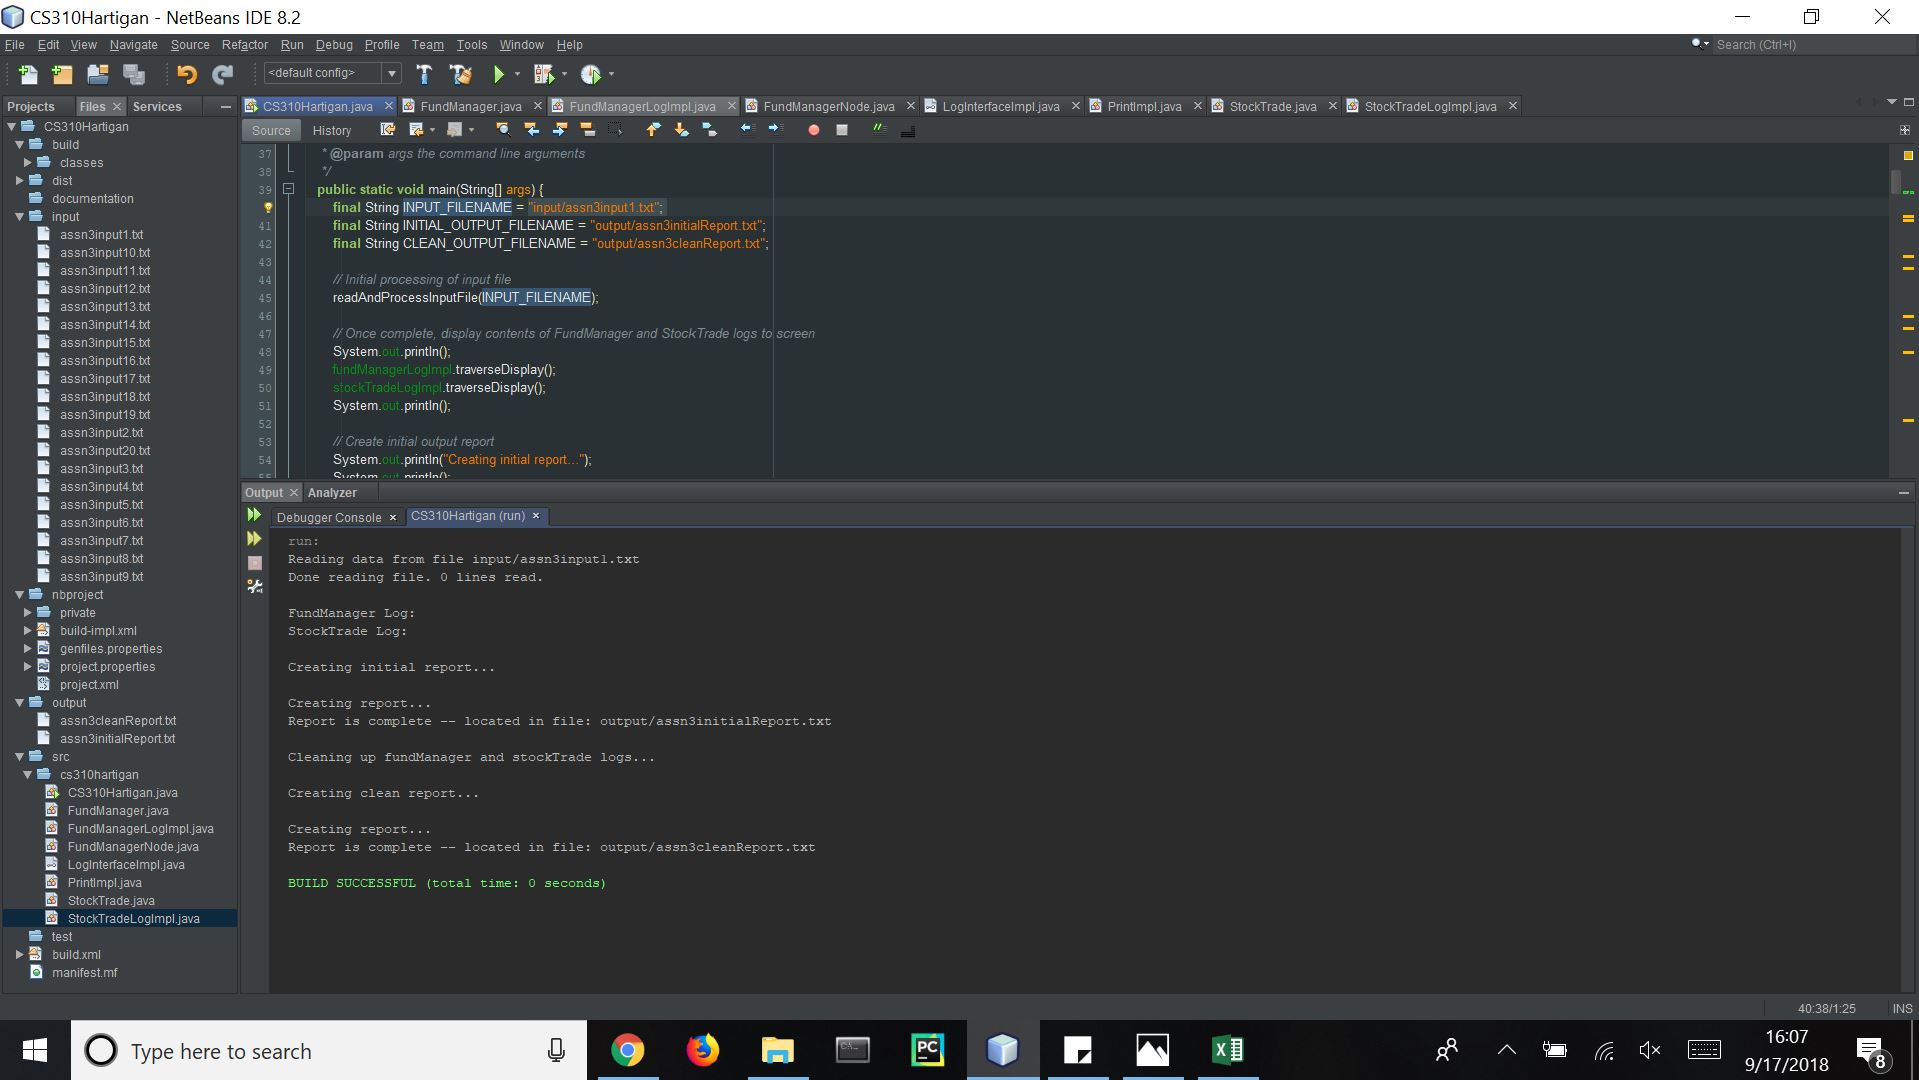 CS310Hartigan - NetBeans IDE 8.2
File Edit View Navigate Source Refactor Run Debug Profile Team Tools Window Help
Search (Ctrl+I)
<default config>
Projects Files Services
CS310Hartigan.java FundManager.java FundManagerLogImpl.java FundManagerNode.java LogInterfaceImpl.java PrintImpl.java StockTrade.java StockTradeLogImpl.java
Source History
CS310Hartigan
build
classes
dist
documentation
input
assn3input1.txt
assn3input10.txt
assn3input11.txt
assn3input12.txt
assn3input13.txt
assn3input14.txt
assn3input15.txt
assn3input16.txt
assn3input17.txt
assn3input18.txt
assn3input19.txt
assn3input2.txt
assn3input20.txt
assn3input3.txt
assn3input4.txt
assn3input5.txt
assn3input6.txt
assn3input7.txt
assn3input8.txt
assn3input9.txt
nbproject
private
build-impl.xml
genfiles.properties
project.properties
project.xml
output
assn3cleanReport.txt
assn3initialReport.txt
src
cs310hartigan
CS310Hartigan.java
FundManager.java
FundManagerLogImpl.java
FundManagerNode.java
LogInterfaceImpl.java
PrintImpl.java
StockTrade.java
StockTradeLogImpl.java
test
build.xml
manifest.mf
37 * @param args the command line arguments
38 */
39 public static void main(String[] args) {
final String INPUT_FILENAME = "input/assn3input1.txt";
41 final String INITIAL_OUTPUT_FILENAME = "output/assn3initialReport.txt";
42 final String CLEAN_OUTPUT_FILENAME = "output/assn3cleanReport.txt";
43
44 // Initial processing of input file
45 readAndProcessInputFile(INPUT_FILENAME);
46
47 // Once complete, display contents of FundManager and StockTrade logs to screen
48 System.out.println();
49 fundManagerLogImpl.traverseDisplay();
50 stockTradeLogImpl.traverseDisplay();
51 System.out.println();
52
53 // Create initial output report
54 System.out.println("Creating initial report...");
55 System.out.println();
Output Analyzer
Debugger Console CS310Hartigan (run)
run:
Reading data from file input/assn3input1.txt
Done reading file. 0 lines read.
FundManager Log:
StockTrade Log:
Creating initial report...
Creating report...
Report is complete -- located in file: output/assn3initialReport.txt
Cleaning up fundManager and stockTrade logs...
Creating clean report...
Creating report...
Report is complete -- located in file: output/assn3cleanReport.txt
BUILD SUCCESSFUL (total time: 0 seconds)
40:38/1:25 INS
Type here to search
PC
16:07
9/17/2018
8